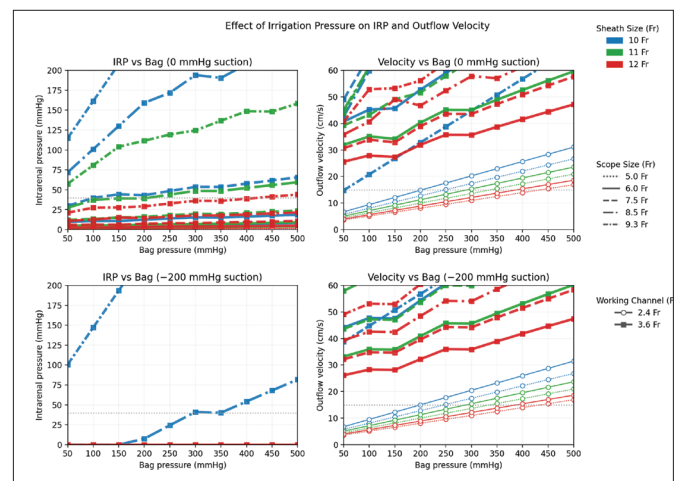 Effect of Irrigation Pressure on IRP and Outflow Velocity
Sheath Size (Fr)
10 Fr
11 Fr
12 Fr
IRP vs Bag (0 mmHg suction)
Intrarenal pressure (mmHg)
200
175
150
125
100
75
50
25
0
50 100 150 200 250 300 350 400 450 500
Bag pressure (mmHg)
Velocity vs Bag (0 mmHg suction)
Outflow velocity (cm/s)
60
50
40
30
20
10
0
50 100 150 200 250 300 350 400 450 500
Bag pressure (mmHg)
Scope Size (Fr)
5.0 Fr
6.0 Fr
7.5 Fr
8.5 Fr
9.3 Fr
IRP vs Bag (−200 mmHg suction)
Intrarenal pressure (mmHg)
200
175
150
125
100
75
50
25
0
50 100 150 200 250 300 350 400 450 500
Bag pressure (mmHg)
Velocity vs Bag (−200 mmHg suction)
Outflow velocity (cm/s)
60
50
40
30
20
10
0
50 100 150 200 250 300 350 400 450 500
Bag pressure (mmHg)
Working Channel (F
2.4 Fr
3.6 Fr